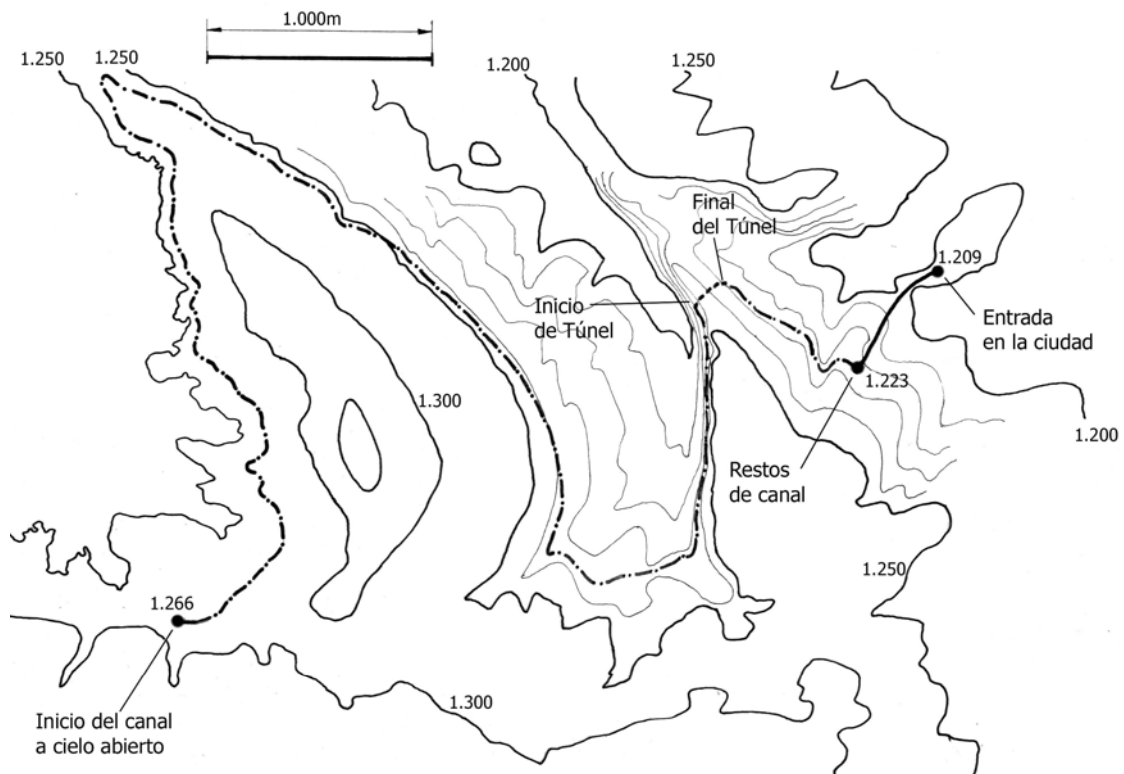 1.000m
1.250
1.250
1.200
1.250
Final
del Túnel
1.209
Inicio
de Túnel
Entrada
en la ciudad
1.223
1.300
1.200
Restos
de canal
1.250
1.266
1.300
Inicio del canal
a cielo abierto